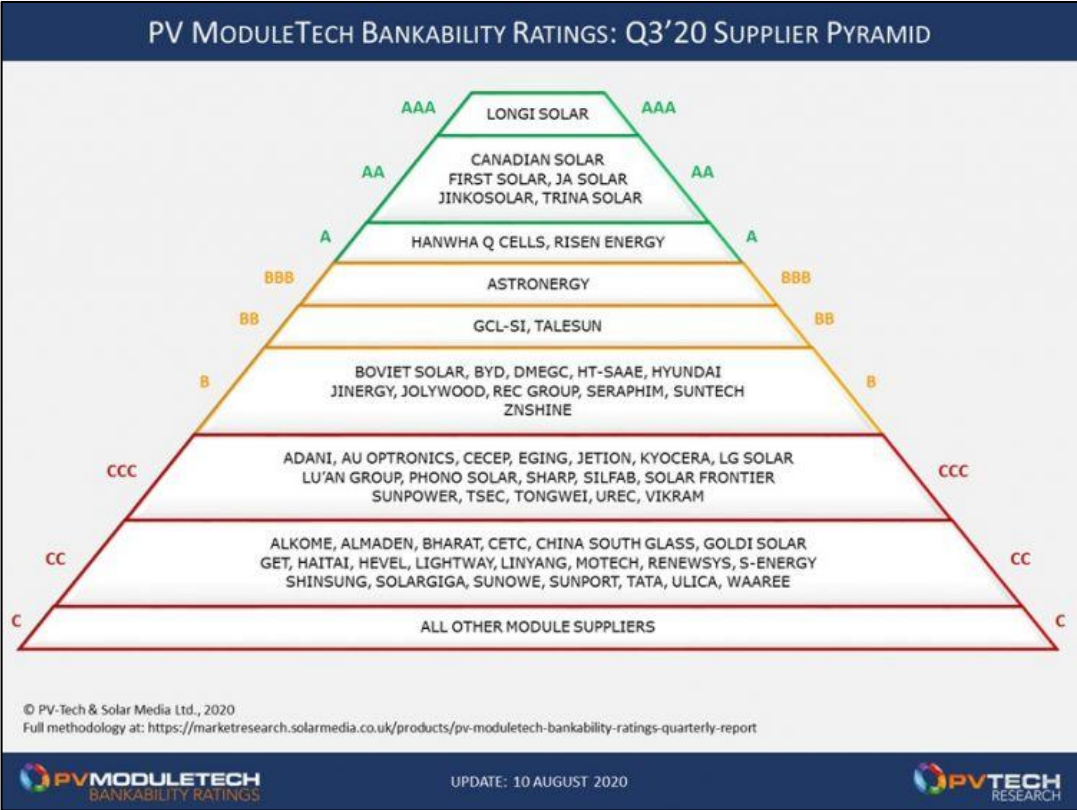 PV MODULETECH BANKABILITY RATINGS: Q3'20 SUPPLIER PYRAMID
AAA LONGI SOLAR AAA
CANADIAN SOLAR
AA FIRST SOLAR, JA SOLAR AA
JINKOSOLAR, TRINA SOLAR
A HANWHA Q CELLS, RISEN ENERGY A
BBB ASTRONERGY BBB
BB GCL-SI, TALESUN BB
BOVIET SOLAR, BYD, DMEGC, HT-SAAE, HYUNDAI
B JINERGY, JOLYWOOD, REC GROUP, SERAPHIM, SUNTECH B
ZNSHINE
ADANI, AU OPTRONICS, CECEP, EGING, JETION, KYOCERA, LG SOLAR
CCC LU'AN GROUP, PHONO SOLAR, SHARP, SILFAB, SOLAR FRONTIER CCC
SUNPOWER, TSEC, TONGWEI, UREC, VIKRAM
ALKOME, ALMADEN, BHARAT, CETC, CHINA SOUTH GLASS, GOLDI SOLAR
CC GET, HAITAI, HEVEL, LIGHTWAY, LINYANG, MOTECH, RENEWSYS, S-ENERGY CC
SHINSUNG, SOLARGIGA, SUNOWE, SUNPORT, TATA, ULICA, WAAREE
C ALL OTHER MODULE SUPPLIERS C
© PV-Tech & Solar Media Ltd., 2020
Full methodology at: https://marketresearch.solarmedia.co.uk/products/pv-moduletech-bankability-ratings-quarterly-report
PVMODULETECH
BANKABILITY RATINGS
UPDATE: 10 AUGUST 2020
PVTECH
RESEARCH